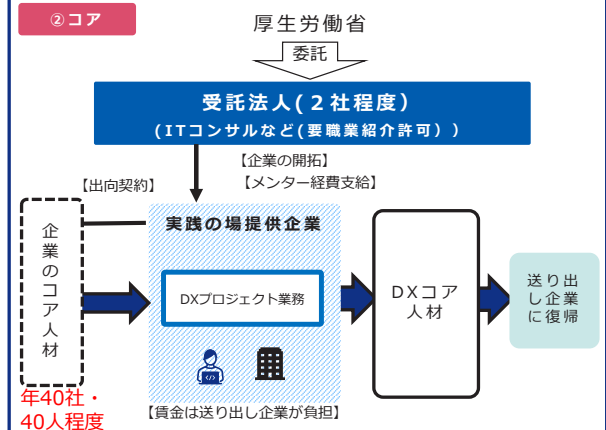 ②コア
厚生労働省
委託
受託法人(２社程度)
(ITコンサルなど(要職業紹介許可))
【企業の開拓】
【メンター経費支給】
【出向契約】
企業のコア人材
実践の場提供企業
DXプロジェクト業務
DXコア
人材
送り出
し企業
に復帰
年40社・
40人程度
【賃金は送り出し企業が負担】